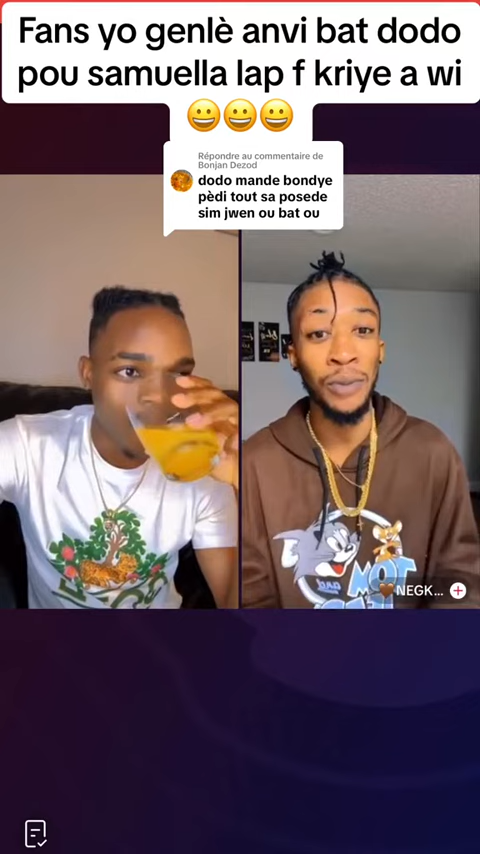 Fans yo genlè anvi bat dodo
pou samuella lap f kriye a wi
😀😀😀
Répondre au commentaire de
Bonjan Dezod
dodo mande bondye
pèdi tout sa posede
sim jwen ou bat ou
TOM
🤎NEGK...